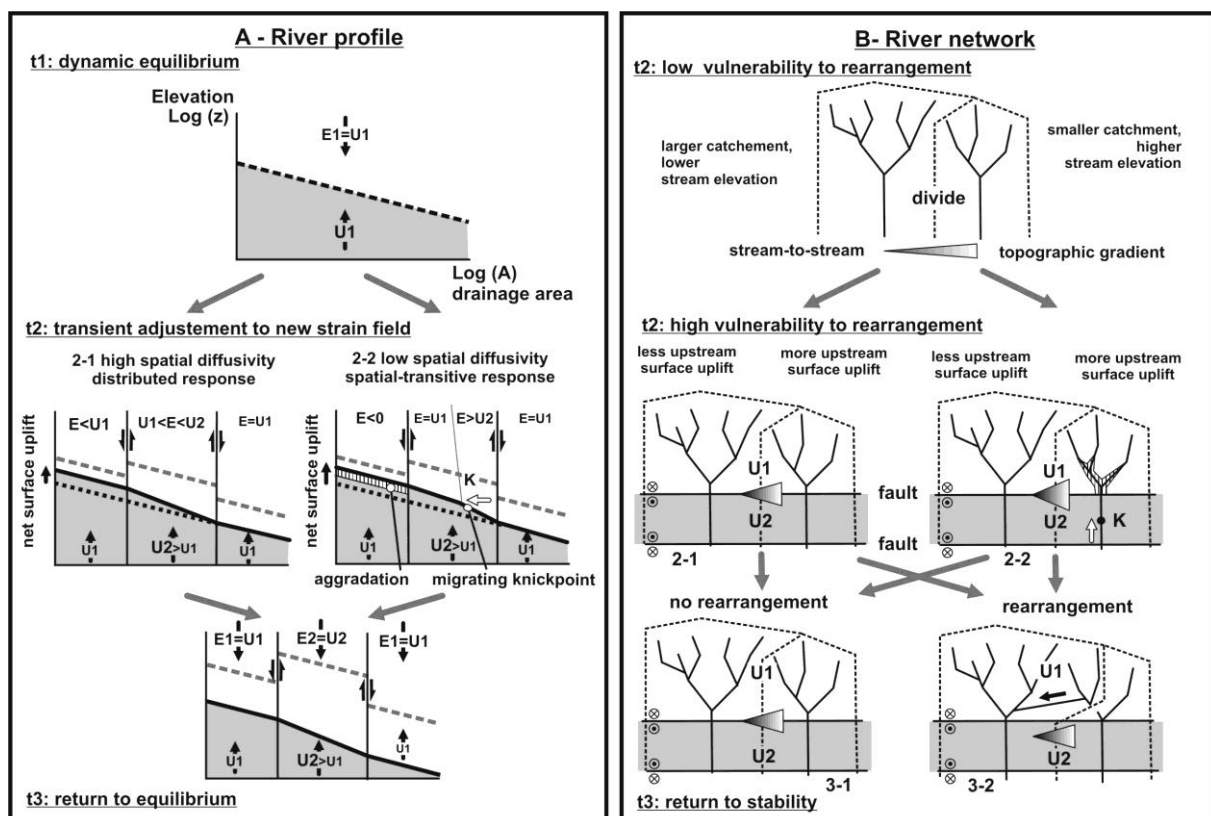 A - River profile
t1: dynamic equilibrium
Elevation
Log (z)
E1=U1
U1
Log (A)
drainage area
t2: transient adjustement to new strain field
2-1 high spatial diffusivity
distributed response
2-2 low spatial diffusivity
spatial-transitive response
net surface uplift
E<U1
U1<E<U2
E=U1
U1
U2>U1
U1
net surface uplift
E<0
E=U1
E>U2
E=U1
K
U1
U2>U1
U1
aggradation
migrating knickpoint
E1=U1
E2=U2
E1=U1
U1
U2>U1
U1
t3: return to equilibrium
B- River network
t2: low vulnerability to rearrangement
larger catchement,
lower
stream elevation
smaller catchment,
higher
stream elevation
divide
stream-to-stream
topographic gradient
t2: high vulnerability to rearrangement
less upstream
surface uplift
more upstream
surface uplift
less upstream
surface uplift
more upstream
surface uplift
U1
U2
fault
fault
U1
U2
K
2-1
2-2
no rearrangement
rearrangement
U1
U2
3-1
U1
U2
3-2
t3: return to stability